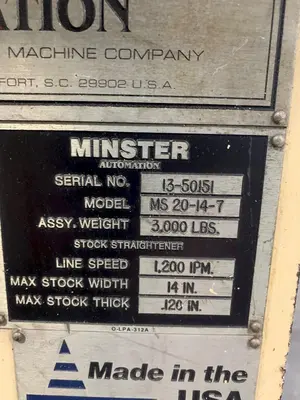 ATION
MACHINE COMPANY
FORT, S.C. 29902 U.S.A.
MINSTER
AUTOMATION
SERIAL NO. 13-50151
MODEL MS 20-14-7
ASSY. WEIGHT 3,000 LBS.
STOCK STRAIGHTENER
LINE SPEED 1,200 IPM.
MAX STOCK WIDTH 14 IN.
MAX STOCK THICK .120 IN.
O-LPA-312A
Made in the
USA